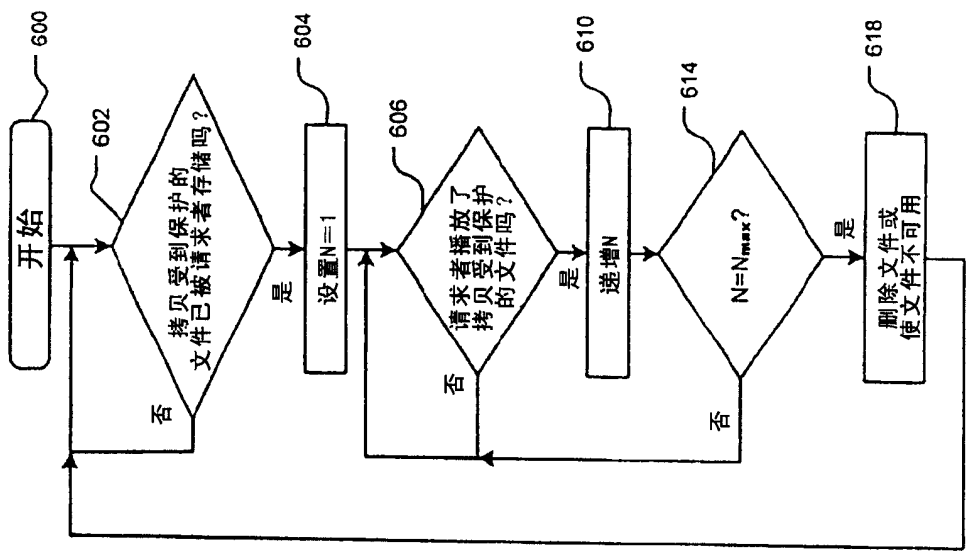 开始
600
拷贝受到保护的
文件已被请求者存储吗?
602
否
是
设置N=1
604
请求者播放了
拷贝受到保护
的文件吗?
606
否
是
递增N
610
N=Nmax?
614
否
是
删除文件或
使文件不可用
618